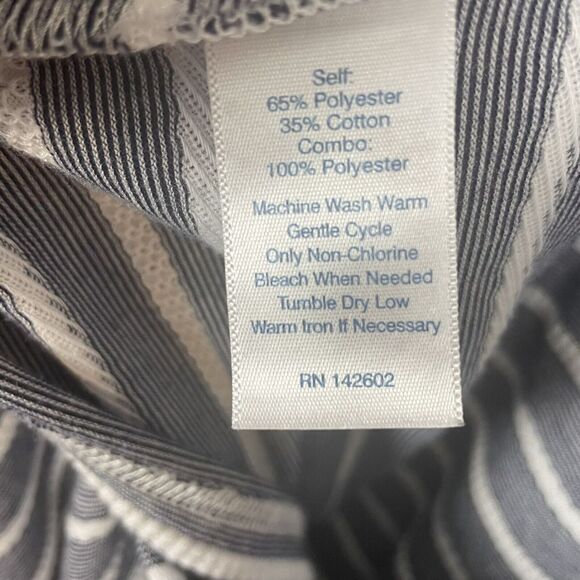 Self:
65% Polyester
35% Cotton
Combo:
100% Polyester
Machine Wash Warm
Gentle Cycle
Only Non-Chlorine
Bleach When Needed
Tumble Dry Low
Warm Iron If Necessary
RN 142602